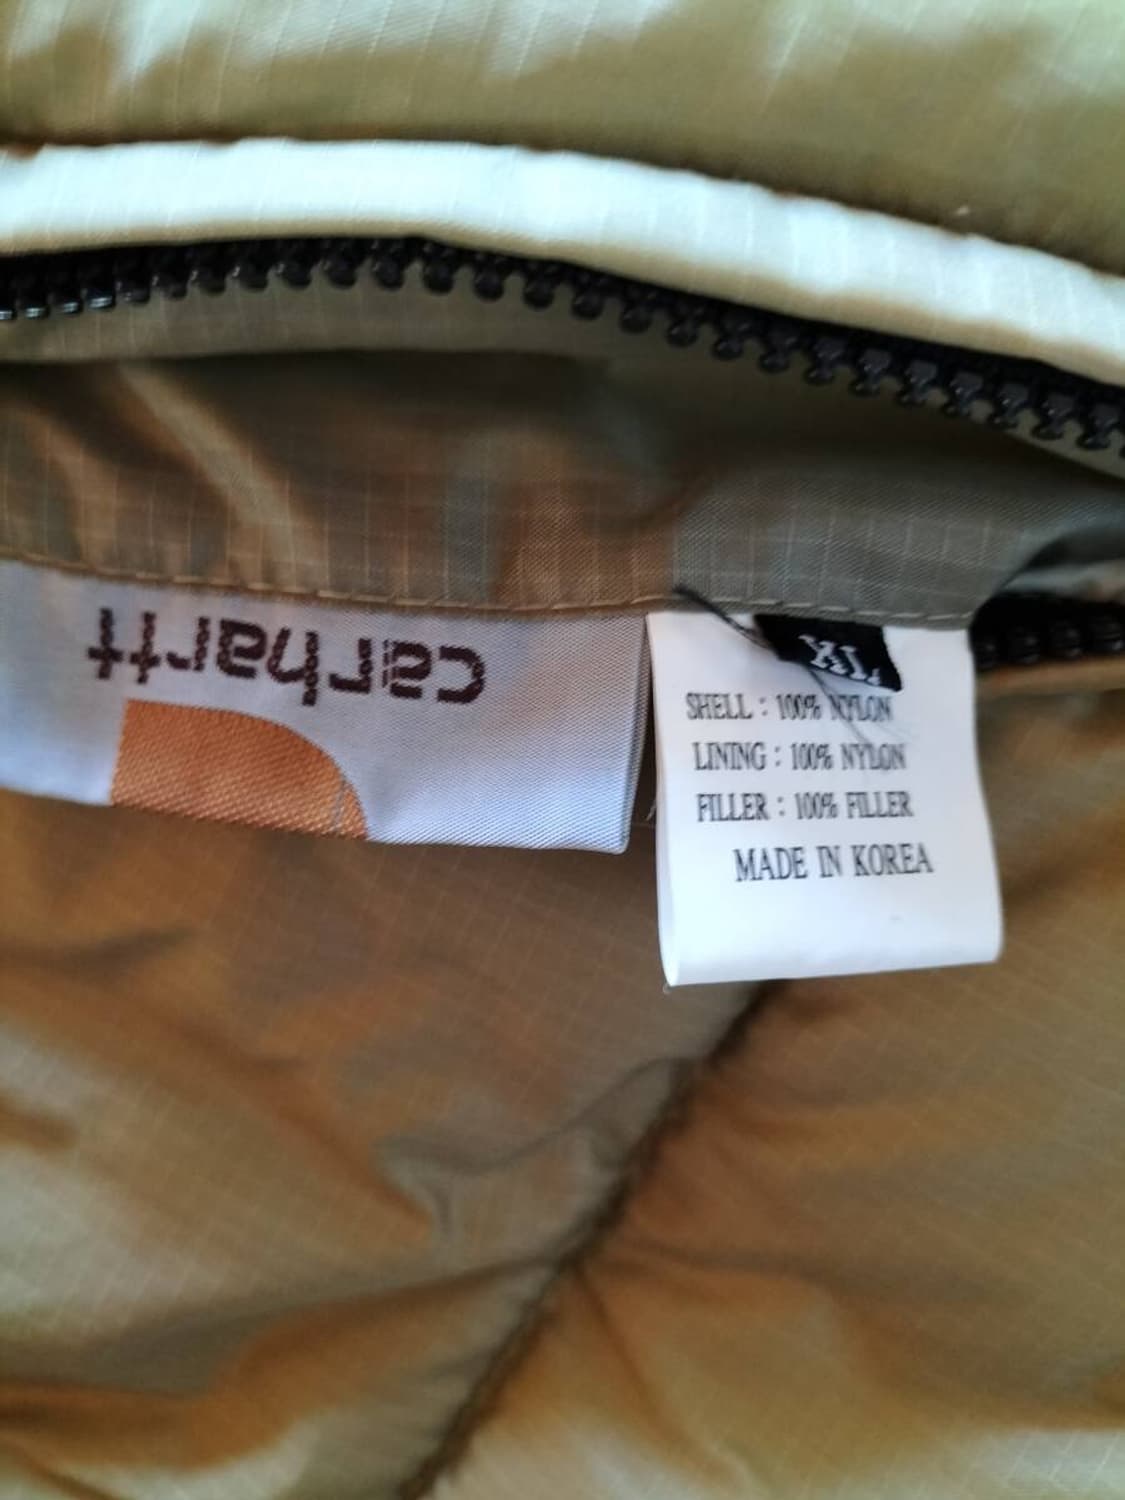 carhartt
XL
SHELL : 100% NYLON
LINING : 100% NYLON
FILLER : 100% FILLER
MADE IN KOREA